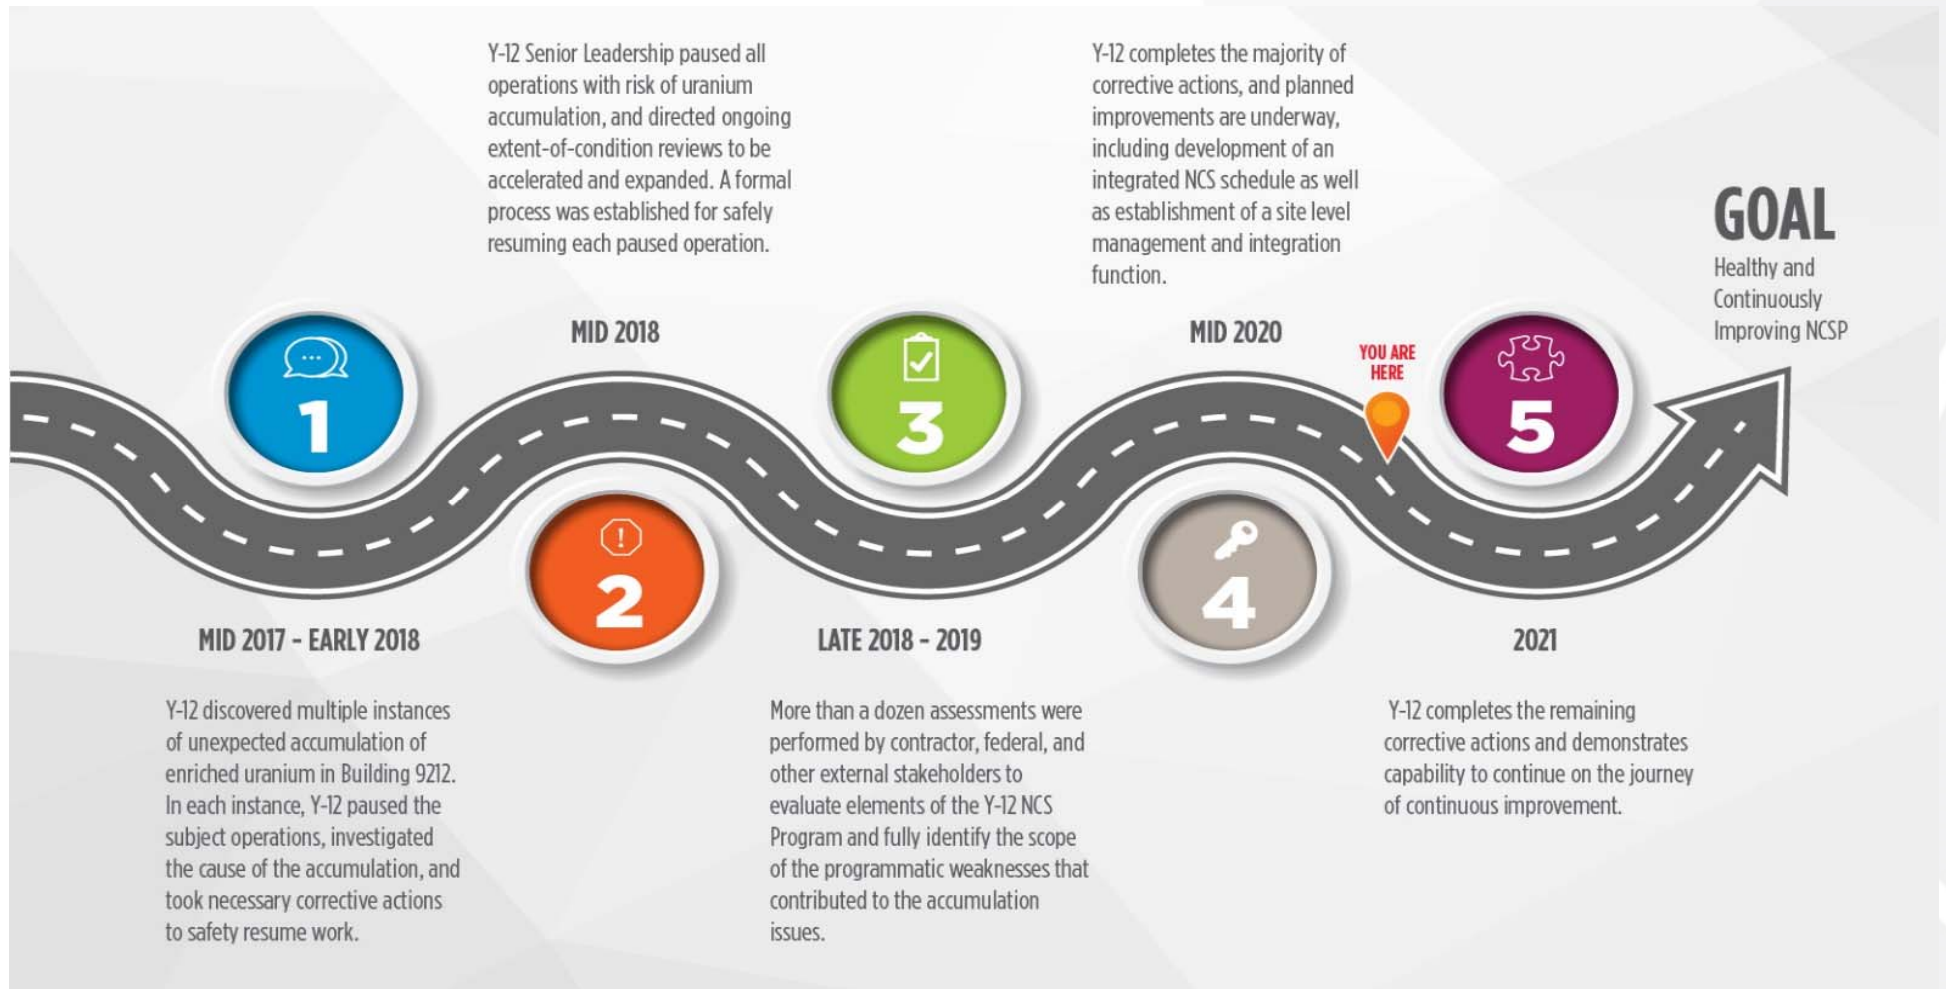 1
MID 2017 - EARLY 2018
Y-12 discovered multiple instances
of unexpected accumulation of
enriched uranium in Building 9212.
In each instance, Y-12 paused the
subject operations, investigated
the cause of the accumulation, and
took necessary corrective actions
to safety resume work.
Y-12 Senior Leadership paused all
operations with risk of uranium
accumulation, and directed ongoing
extent-of-condition reviews to be
accelerated and expanded. A formal
process was established for safely
resuming each paused operation.
MID 2018
2
3
LATE 2018 - 2019
More than a dozen assessments were
performed by contractor, federal, and
other external stakeholders to
evaluate elements of the Y-12 NCS
Program and fully identify the scope
of the programmatic weaknesses that
contributed to the accumulation
issues.
Y-12 completes the majority of
corrective actions, and planned
improvements are underway,
including development of an
integrated NCS schedule as well
as establishment of a site level
management and integration
function.
MID 2020
4
YOU ARE
HERE
5
2021
Y-12 completes the remaining
corrective actions and demonstrates
capability to continue on the journey
of continuous improvement.
GOAL
Healthy and
Continuously
Improving NCSP